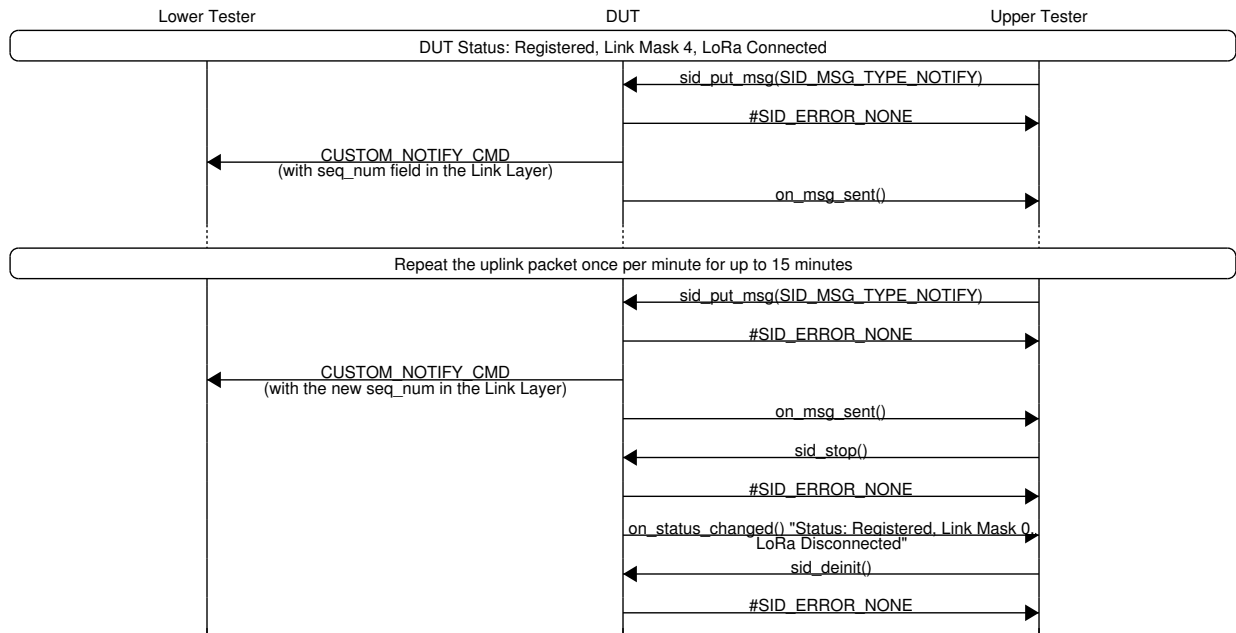 Lower Tester DUT Upper Tester
DUT Status: Registered, Link Mask 4, LoRa Connected
sid_put_msg(SID_MSG_TYPE_NOTIFY)
#SID_ERROR_NONE
CUSTOM_NOTIFY_CMD
(with seq_num field in the Link Layer)
on_msg_sent()
Repeat the uplink packet once per minute for up to 15 minutes
sid_put_msg(SID_MSG_TYPE_NOTIFY)
#SID_ERROR_NONE
CUSTOM_NOTIFY_CMD
(with the new seq_num in the Link Layer)
on_msg_sent()
sid_stop()
#SID_ERROR_NONE
on_status_changed() "Status: Registered, Link Mask 0,
LoRa Disconnected"
sid_deinit()
#SID_ERROR_NONE